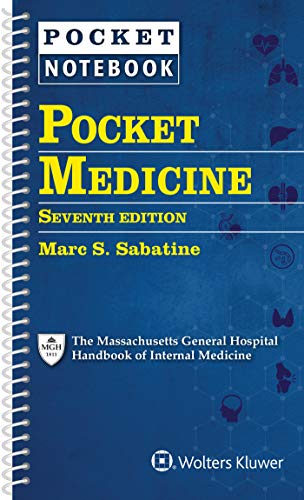 POCKET
NOTEBOOK
POCKET
MEDICINE
SEVENTH EDITION
Marc S. Sabatine
MGH
1811
The Massachusetts General Hospital
Handbook of Internal Medicine
Wolters Kluwer